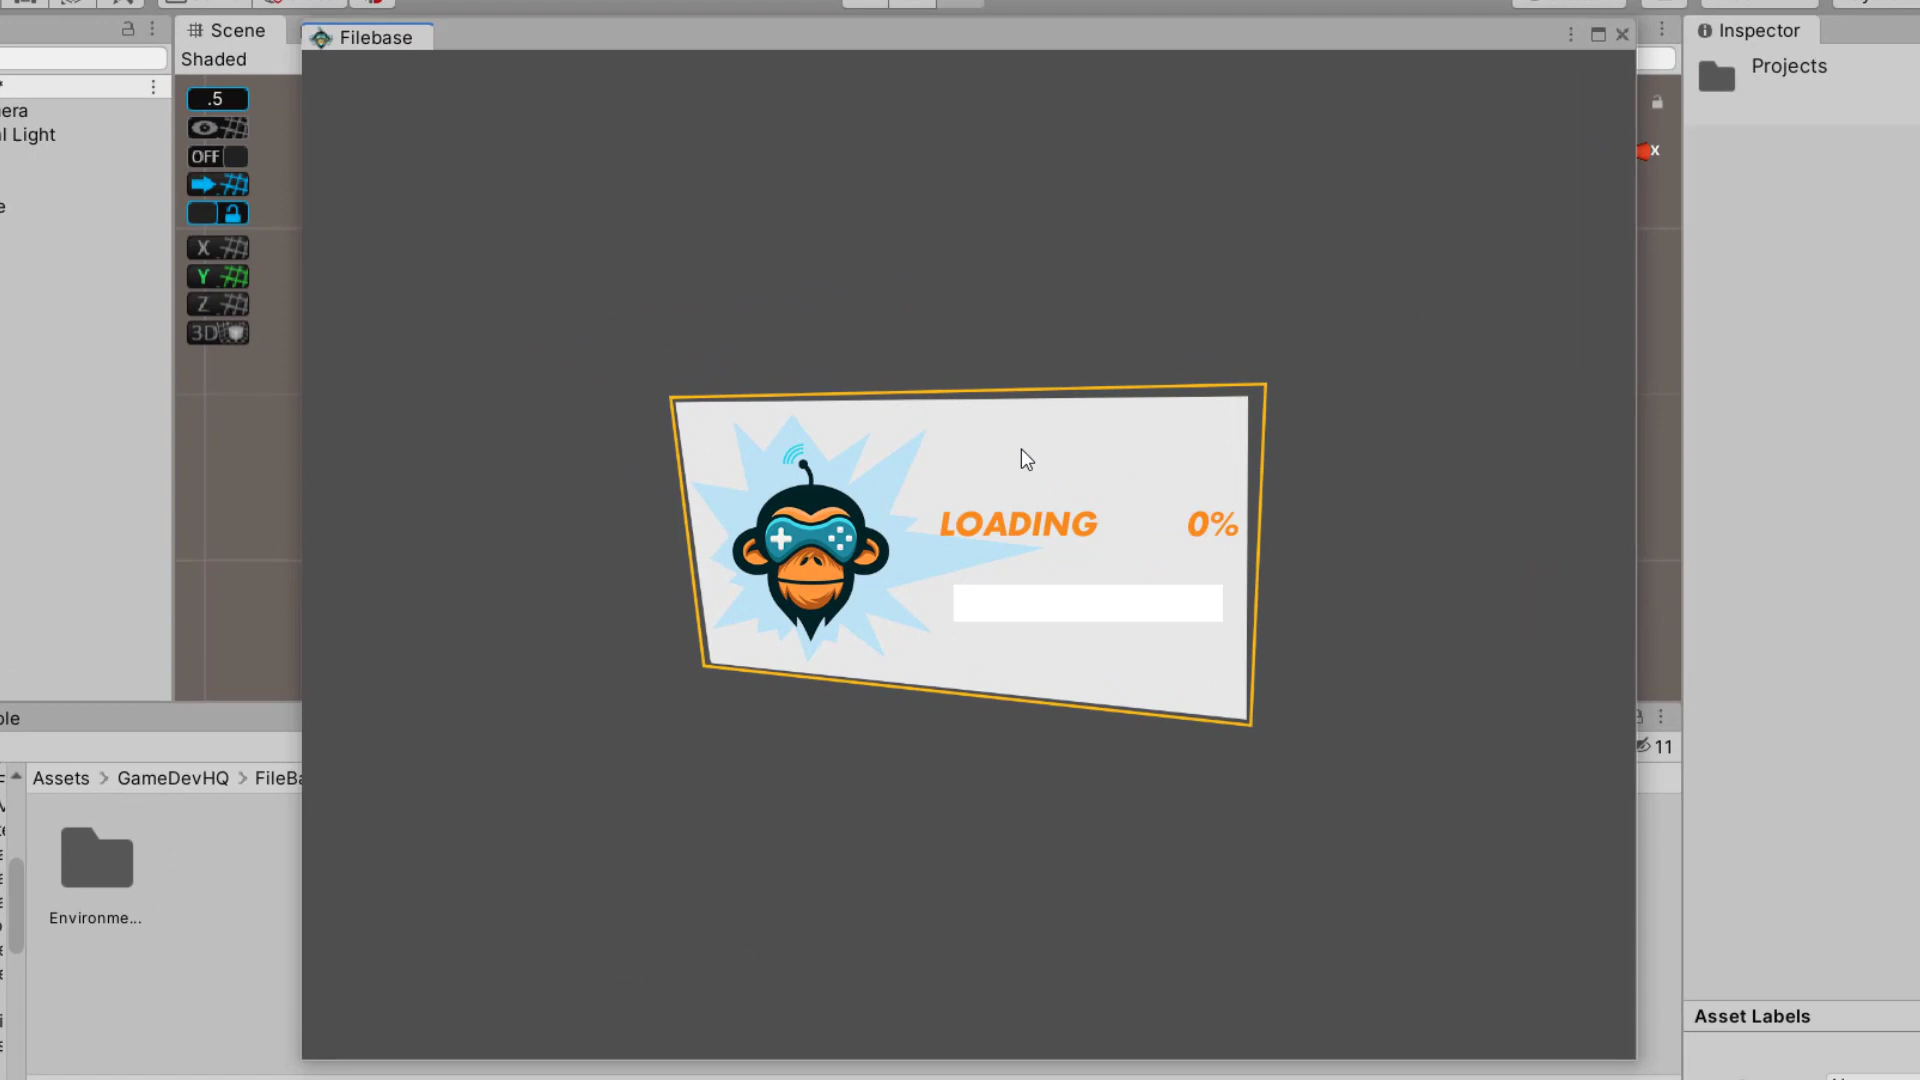 Scene
Filebase
Inspector
Shaded
Projects
.5
era
l Light
OFF
x
X
Y
Z
3D
e
LOADING 0%
ole
11
Assets > GameDevHQ > FileBa
Environme...
Asset Labels